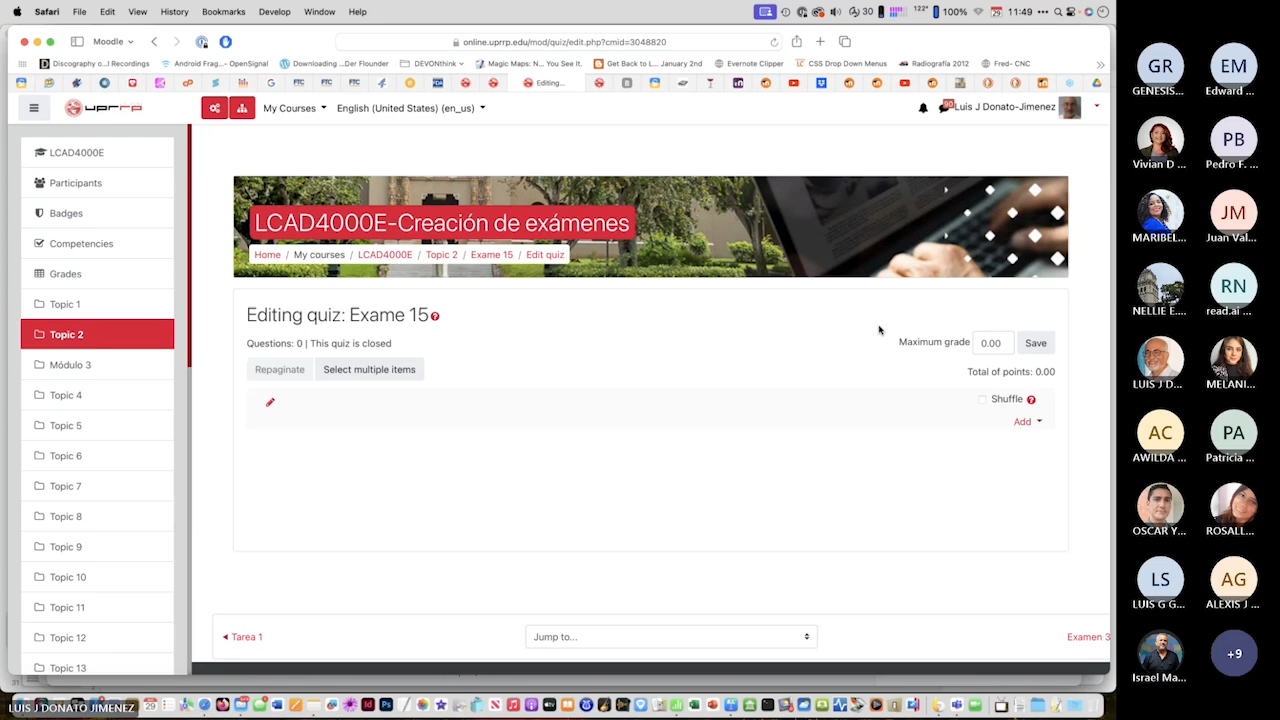 Safari File Edit View History Bookmarks Develop Window Help
30 122° 100% 29 11:49
Moodle
online.uprrp.edu/mod/quiz/edit.php?cmid=3048820
Discography o...l Recordings Android Frag... -OpenSignal Downloading ...Der Flounder DEVONthink Magic Maps: N... You See It. Get Back to L... January 2nd Evernote Clipper CSS Drop Down Menus Radiografía 2012 Fred- CNC
Editing...
uprrp My Courses English (United States) (en_us) 90 Luis J Donato-Jimenez
LCAD4000E
Participants
Badges
Competencies
Grades
Topic 1
Topic 2
Módulo 3
Topic 4
Topic 5
Topic 6
Topic 7
Topic 8
Topic 9
Topic 10
Topic 11
Topic 12
Topic 13
LCAD4000E-Creación de exámenes
Home / My courses / LCAD4000E / Topic 2 / Exame 15 / Edit quiz
Editing quiz: Exame 15
Questions: 0 | This quiz is closed
Maximum grade 0.00 Save
Repaginate Select multiple items
Total of points: 0.00
Shuffle
Add
Tarea 1 Jump to... Examen 3
LUIS J DONATO JIMENEZ
GR EM
GENESIS... Edward ...
PB
Vivian D ... Pedro F. ...
JM
MARIBEL... Juan Val...
RN
NELLIE E.... read.ai ...
LUIS J D... MELANI...
AC PA
AWILDA ... Patricia ...
OSCAR Y... ROSALL...
LS AG
LUIS G G... ALEXIS J ...
+9
Israel Ma...